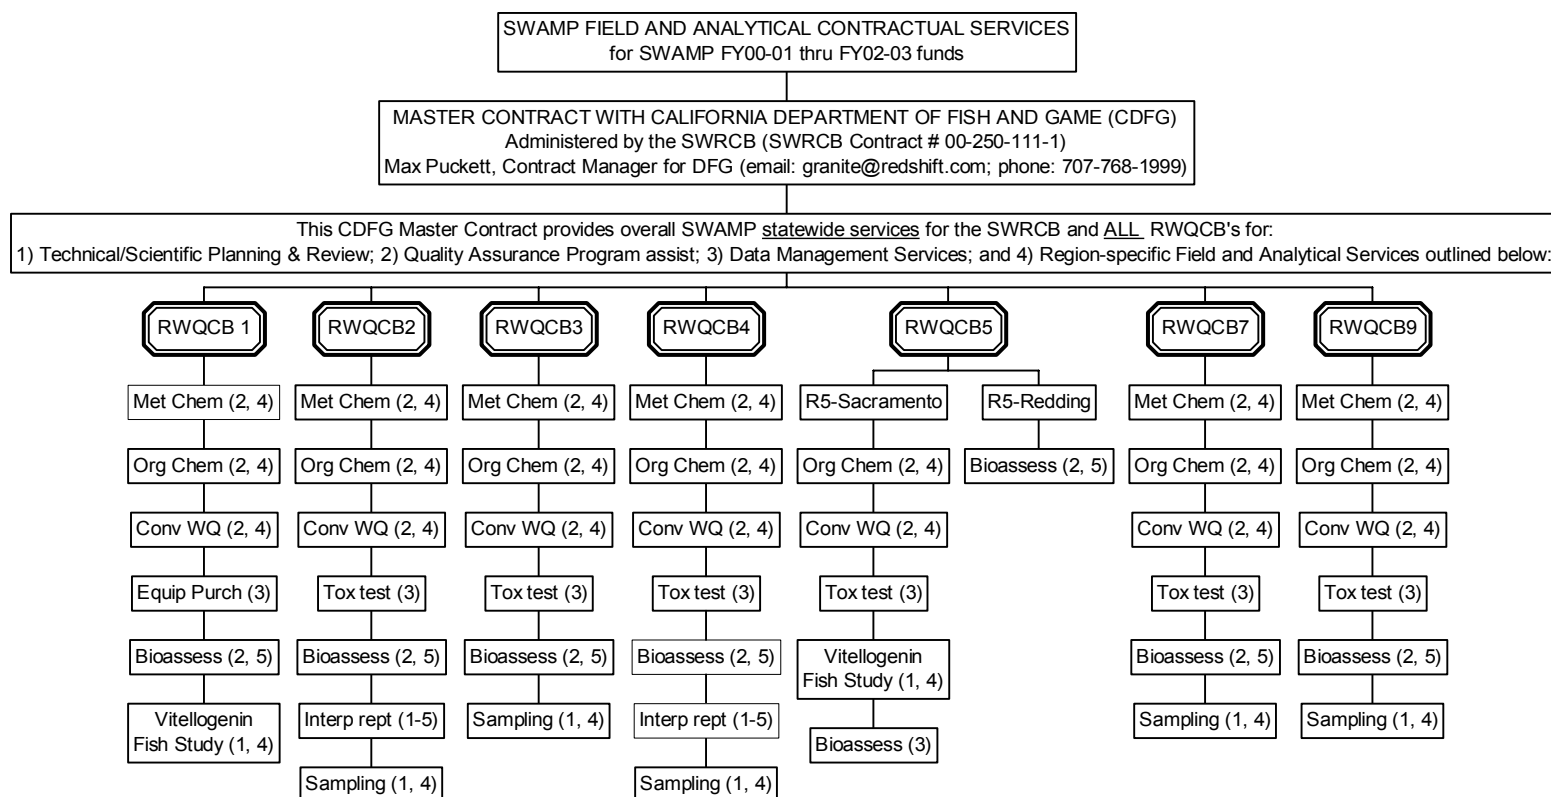 SWAMP FIELD AND ANALYTICAL CONTRACTUAL SERVICES
for SWAMP FY00-01 thru FY02-03 funds
MASTER CONTRACT WITH CALIFORNIA DEPARTMENT OF FISH AND GAME (CDFG)
Administered by the SWRCB (SWRCB Contract # 00-250-111-1)
Max Puckett, Contract Manager for DFG (email: granite@redshift.com; phone: 707-768-1999)
This CDFG Master Contract provides overall SWAMP statewide services for the SWRCB and ALL RWQCB's for:
1) Technical/Scientific Planning & Review; 2) Quality Assurance Program assist; 3) Data Management Services; and 4) Region-specific Field and Analytical Services outlined below:
RWQCB 1
Met Chem (2, 4)
Org Chem (2, 4)
Conv WQ (2, 4)
Equip Purch (3)
Bioassess (2, 5)
Vitellogenin
Fish Study (1, 4)
RWQCB2
Met Chem (2, 4)
Org Chem (2, 4)
Conv WQ (2, 4)
Tox test (3)
Bioassess (2, 5)
Interp rept (1-5)
Sampling (1, 4)
RWQCB3
Met Chem (2, 4)
Org Chem (2, 4)
Conv WQ (2, 4)
Tox test (3)
Bioassess (2, 5)
Sampling (1, 4)
RWQCB4
Met Chem (2, 4)
Org Chem (2, 4)
Conv WQ (2, 4)
Tox test (3)
Bioassess (2, 5)
Interp rept (1-5)
Sampling (1, 4)
RWQCB5
R5-Sacramento
Org Chem (2, 4)
Conv WQ (2, 4)
Tox test (3)
Vitellogenin
Fish Study (1, 4)
Bioassess (3)
R5-Redding
Bioassess (2, 5)
RWQCB7
Met Chem (2, 4)
Org Chem (2, 4)
Conv WQ (2, 4)
Tox test (3)
Bioassess (2, 5)
Sampling (1, 4)
RWQCB9
Met Chem (2, 4)
Org Chem (2, 4)
Conv WQ (2, 4)
Tox test (3)
Bioassess (2, 5)
Sampling (1, 4)